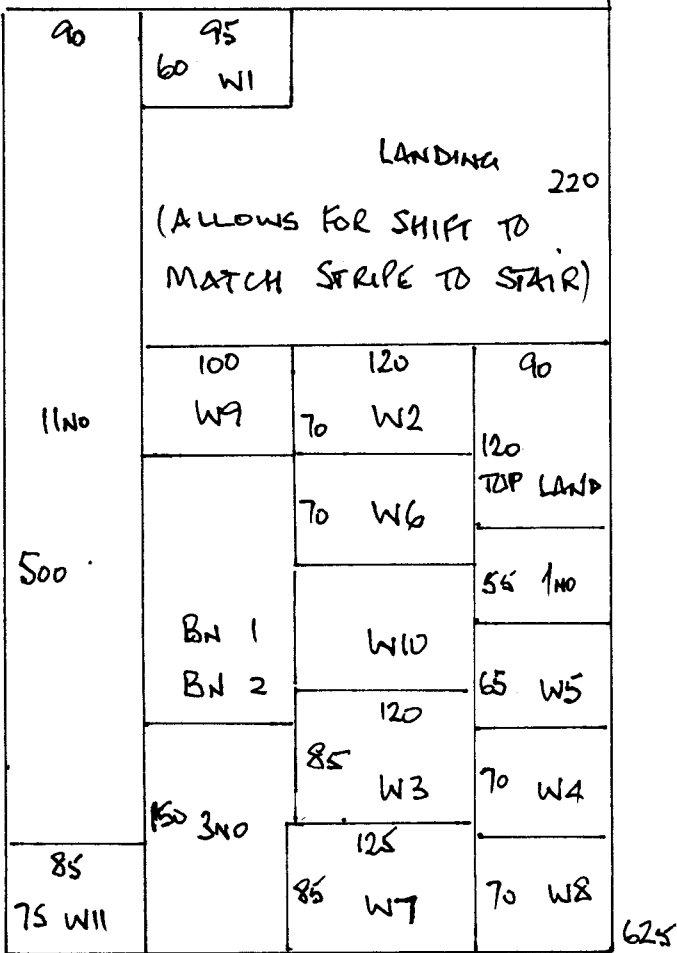 90
95
60 W1
LANDING
220
(ALLOWS FOR SHIFT TO
MATCH STRIPE TO STAIR)
100
W9
120
70 W2
90
120
TOP LAND
11NO
500
70 W6
55 1NO
BN 1
BN 2
W10
65 W5
120
85
W3
70 W4
150 3NO
85
75 W11
125
85 W7
70 W8
625